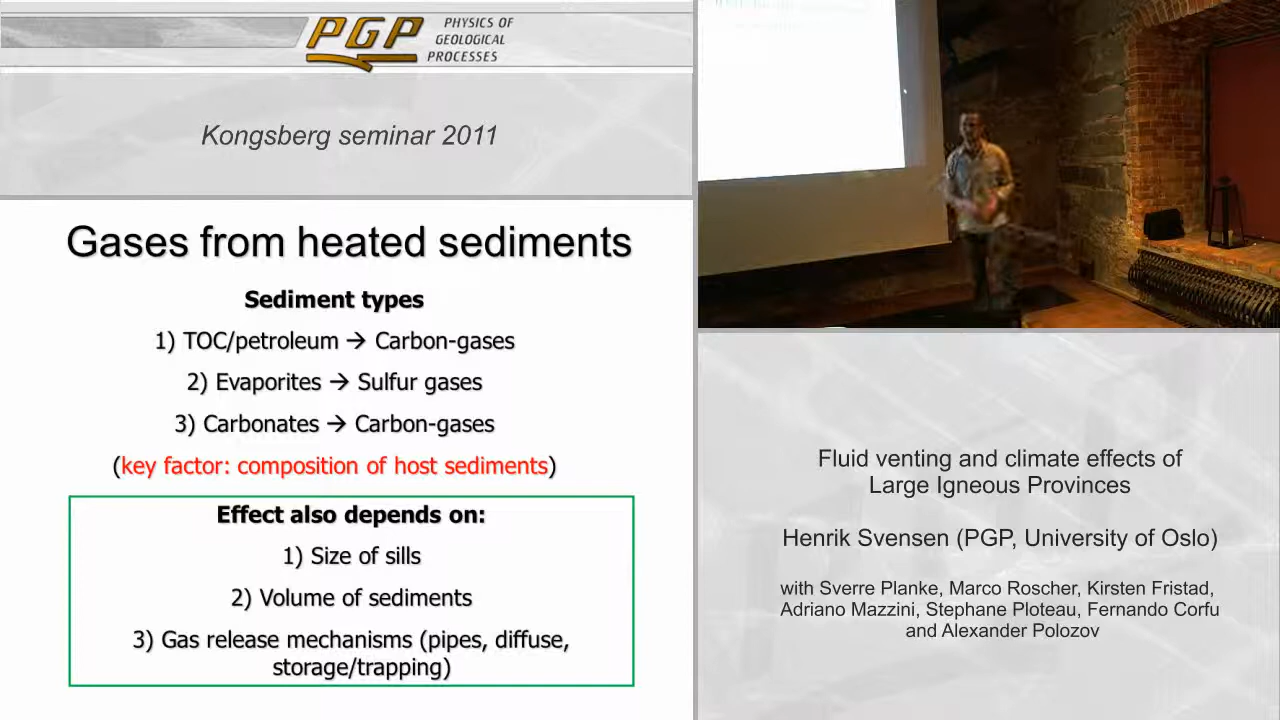 PGP
PHYSICS OF
GEOLOGICAL
PROCESSES
Kongsberg seminar 2011
Gases from heated sediments
Sediment types
1) TOC/petroleum → Carbon-gases
2) Evaporites → Sulfur gases
3) Carbonates → Carbon-gases
(key factor: composition of host sediments)
Effect also depends on:
1) Size of sills
2) Volume of sediments
3) Gas release mechanisms (pipes, diffuse,
storage/trapping)
Fluid venting and climate effects of
Large Igneous Provinces
Henrik Svensen (PGP, University of Oslo)
with Sverre Planke, Marco Roscher, Kirsten Fristad,
Adriano Mazzini, Stephane Ploteau, Fernando Corfu
and Alexander Polozov